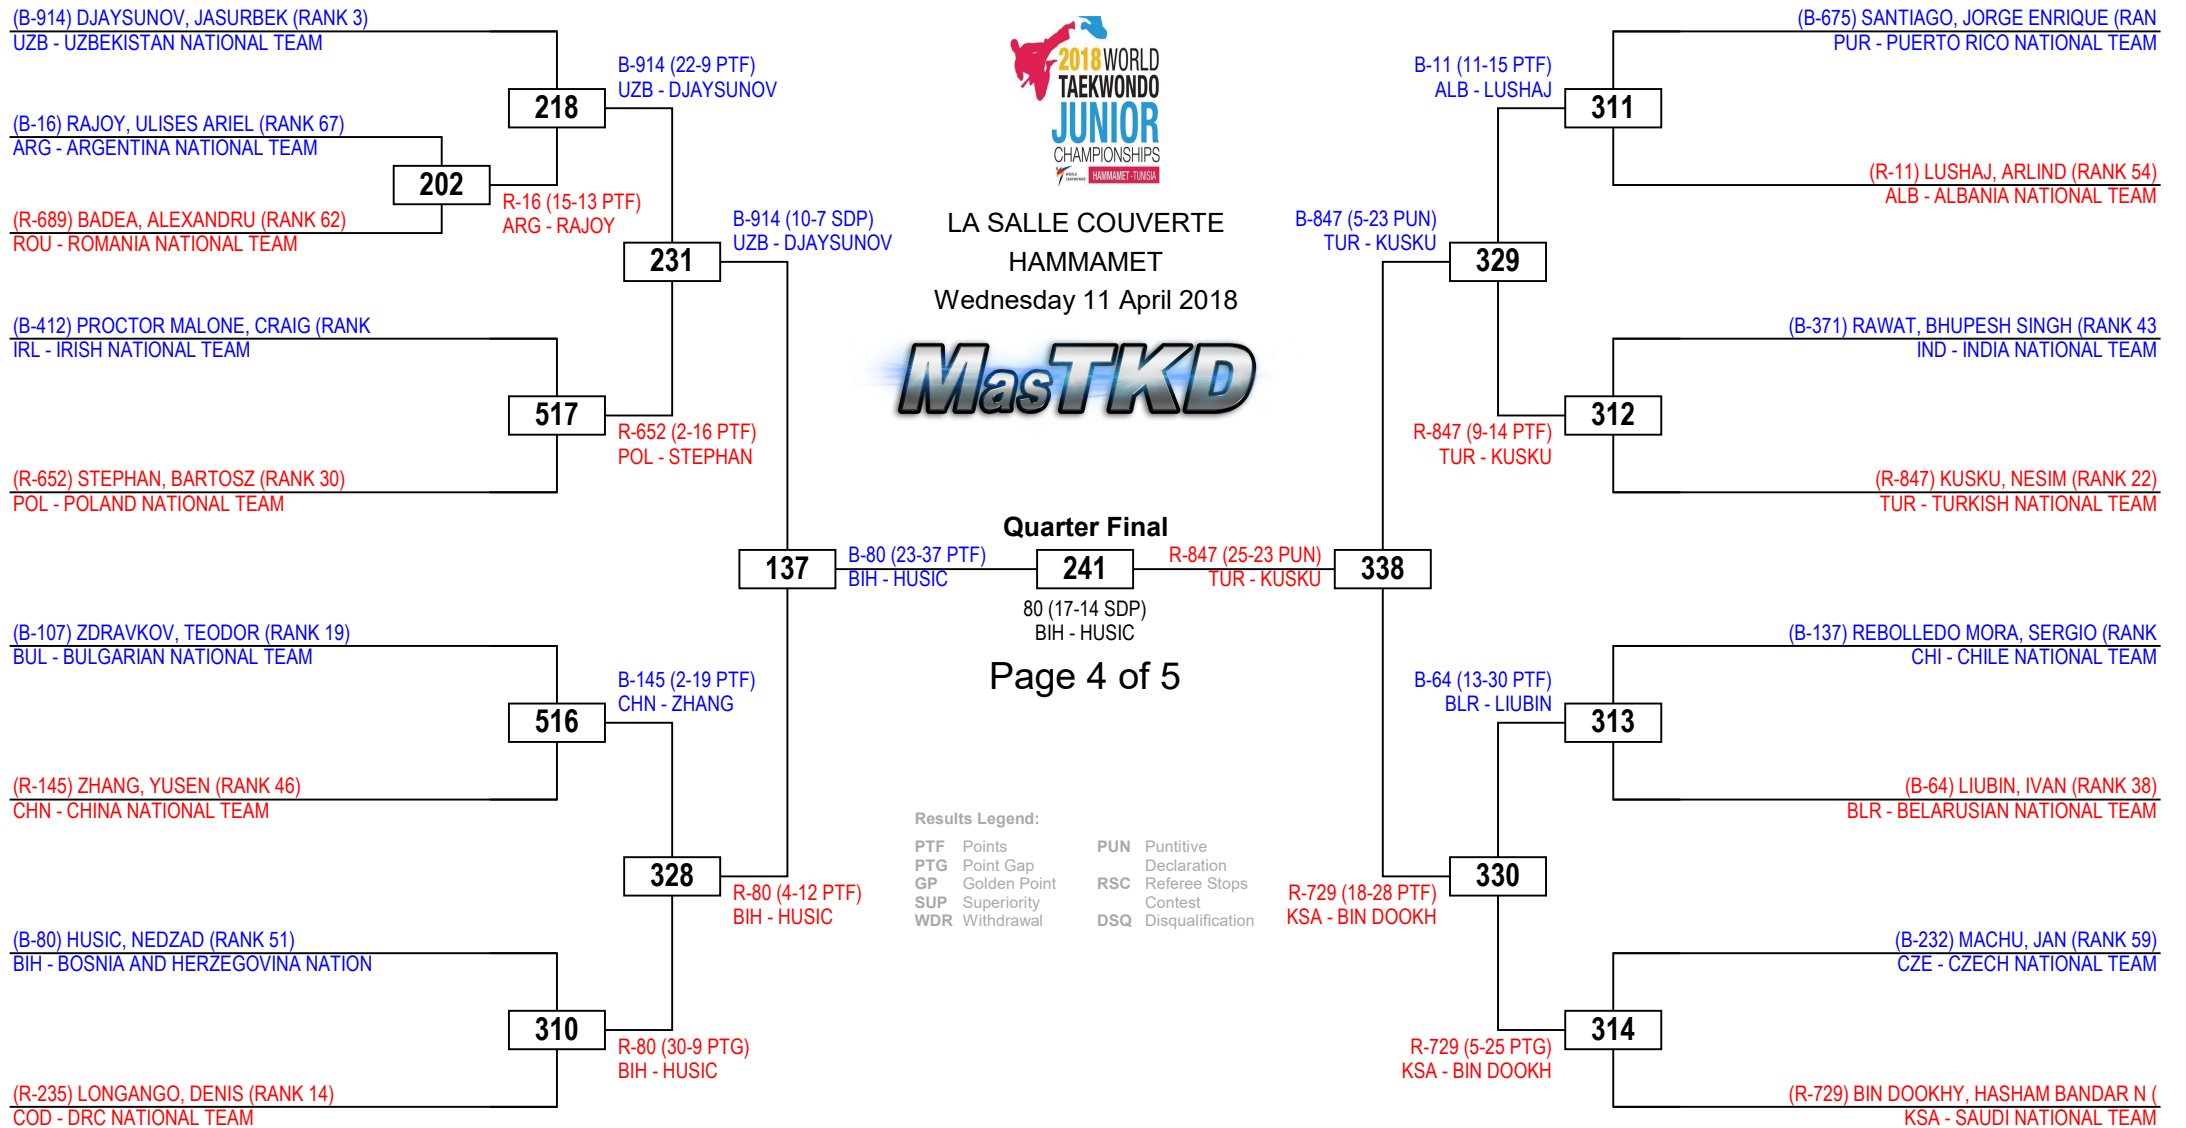 (B-914) DJAYSUNOV, JASURBEK (RANK 3)
UZB - UZBEKISTAN NATIONAL TEAM
(B-16) RAJOY, ULISES ARIEL (RANK 67)
ARG - ARGENTINA NATIONAL TEAM
(R-689) BADEA, ALEXANDRU (RANK 62)
ROU - ROMANIA NATIONAL TEAM
(B-412) PROCTOR MALONE, CRAIG (RANK
IRL - IRISH NATIONAL TEAM
(R-652) STEPHAN, BARTOSZ (RANK 30)
POL - POLAND NATIONAL TEAM
(B-107) ZDRAVKOV, TEODOR (RANK 19)
BUL - BULGARIAN NATIONAL TEAM
(R-145) ZHANG, YUSEN (RANK 46)
CHN - CHINA NATIONAL TEAM
(B-80) HUSIC, NEDZAD (RANK 51)
BIH - BOSNIA AND HERZEGOVINA NATION
(R-235) LONGANGO, DENIS (RANK 14)
COD - DRC NATIONAL TEAM
202
R-16 (15-13 PTF)
ARG - RAJOY
218
B-914 (22-9 PTF)
UZB - DJAYSUNOV
517
R-652 (2-16 PTF)
POL - STEPHAN
516
B-145 (2-19 PTF)
CHN - ZHANG
310
R-80 (30-9 PTG)
BIH - HUSIC
231
B-914 (10-7 SDP)
UZB - DJAYSUNOV
328
R-80 (4-12 PTF)
BIH - HUSIC
137
B-80 (23-37 PTF)
BIH - HUSIC
2018 WORLD
TAEKWONDO
JUNIOR
CHAMPIONSHIPS
WORLD
TAEKWONDO
HAMMAMET - TUNISIA
LA SALLE COUVERTE
HAMMAMET
Wednesday 11 April 2018
MasTKD
Quarter Final
241
80 (17-14 SDP)
BIH - HUSIC
Page 4 of 5
Results Legend:
PTF Points
PTG Point Gap
GP Golden Point
SUP Superiority
WDR Withdrawal
PUN Puntitive
Declaration
RSC Referee Stops
Contest
DSQ Disqualification
R-847 (25-23 PUN)
TUR - KUSKU
338
B-847 (5-23 PUN)
TUR - KUSKU
329
R-729 (18-28 PTF)
KSA - BIN DOOKH
330
B-11 (11-15 PTF)
ALB - LUSHAJ
311
R-847 (9-14 PTF)
TUR - KUSKU
312
B-64 (13-30 PTF)
BLR - LIUBIN
313
R-729 (5-25 PTG)
KSA - BIN DOOKH
314
(B-675) SANTIAGO, JORGE ENRIQUE (RAN
PUR - PUERTO RICO NATIONAL TEAM
(R-11) LUSHAJ, ARLIND (RANK 54)
ALB - ALBANIA NATIONAL TEAM
(B-371) RAWAT, BHUPESH SINGH (RANK 43
IND - INDIA NATIONAL TEAM
(R-847) KUSKU, NESIM (RANK 22)
TUR - TURKISH NATIONAL TEAM
(B-137) REBOLLEDO MORA, SERGIO (RANK
CHI - CHILE NATIONAL TEAM
(B-64) LIUBIN, IVAN (RANK 38)
BLR - BELARUSIAN NATIONAL TEAM
(B-232) MACHU, JAN (RANK 59)
CZE - CZECH NATIONAL TEAM
(R-729) BIN DOOKHY, HASHAM BANDAR N (
KSA - SAUDI NATIONAL TEAM